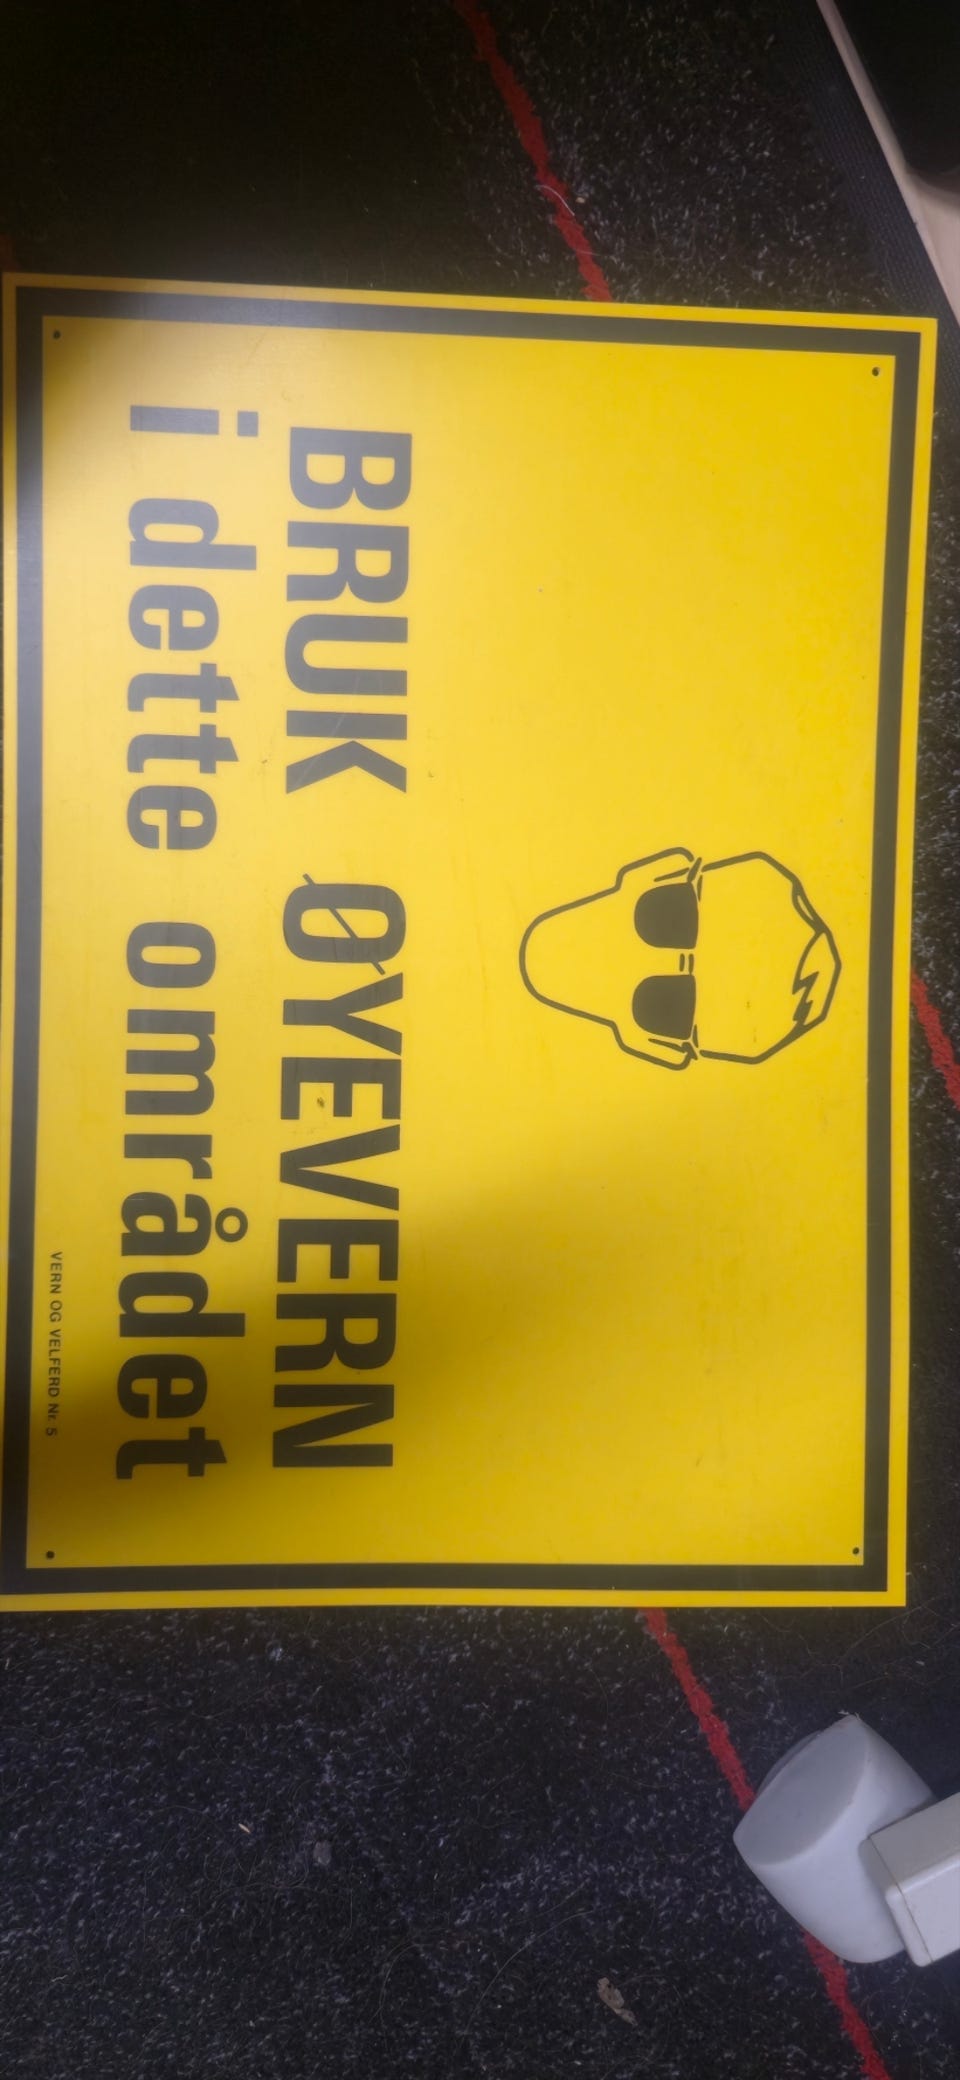 BRUK ØYEVERN
i dette området
VERN OG VELFERD Nr. 5